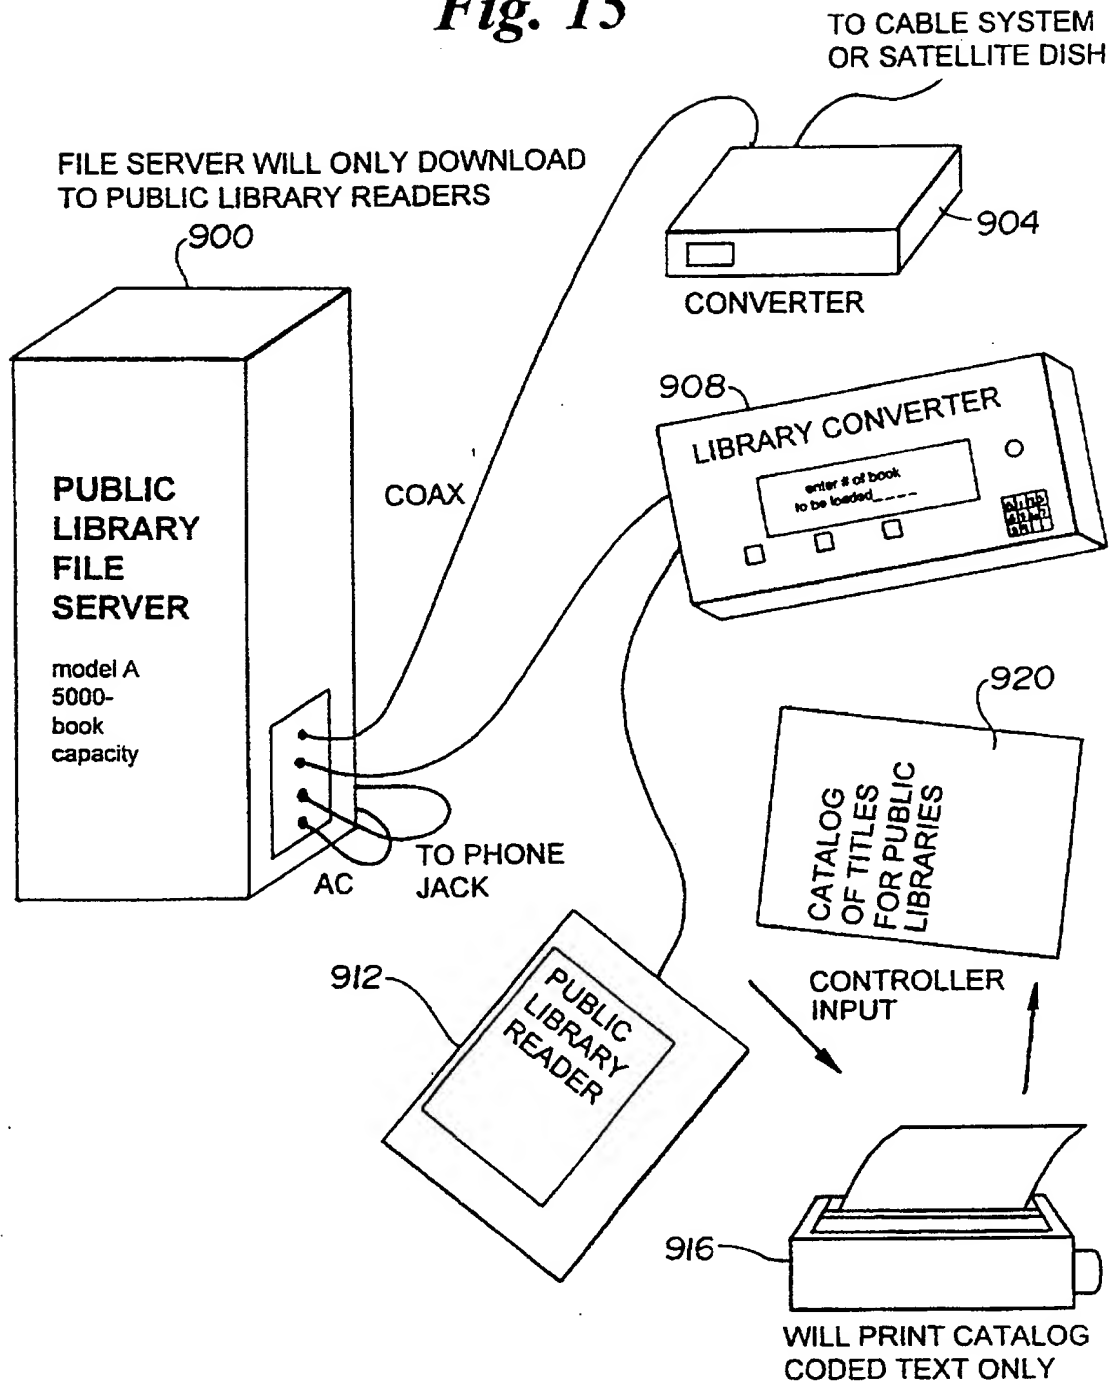 Fig. 15
TO CABLE SYSTEM
OR SATELLITE DISH
FILE SERVER WILL ONLY DOWNLOAD
TO PUBLIC LIBRARY READERS
900
904
CONVERTER
908
LIBRARY CONVERTER
enter # of book
to be loaded_ _ _ _
COAX
PUBLIC
LIBRARY
FILE
SERVER
model A
5000-
book
capacity
920
CATALOG
OF TITLES
FOR PUBLIC
LIBRARIES
TO PHONE
JACK
AC
912
PUBLIC
LIBRARY
READER
CONTROLLER
INPUT
916
WILL PRINT CATALOG
CODED TEXT ONLY